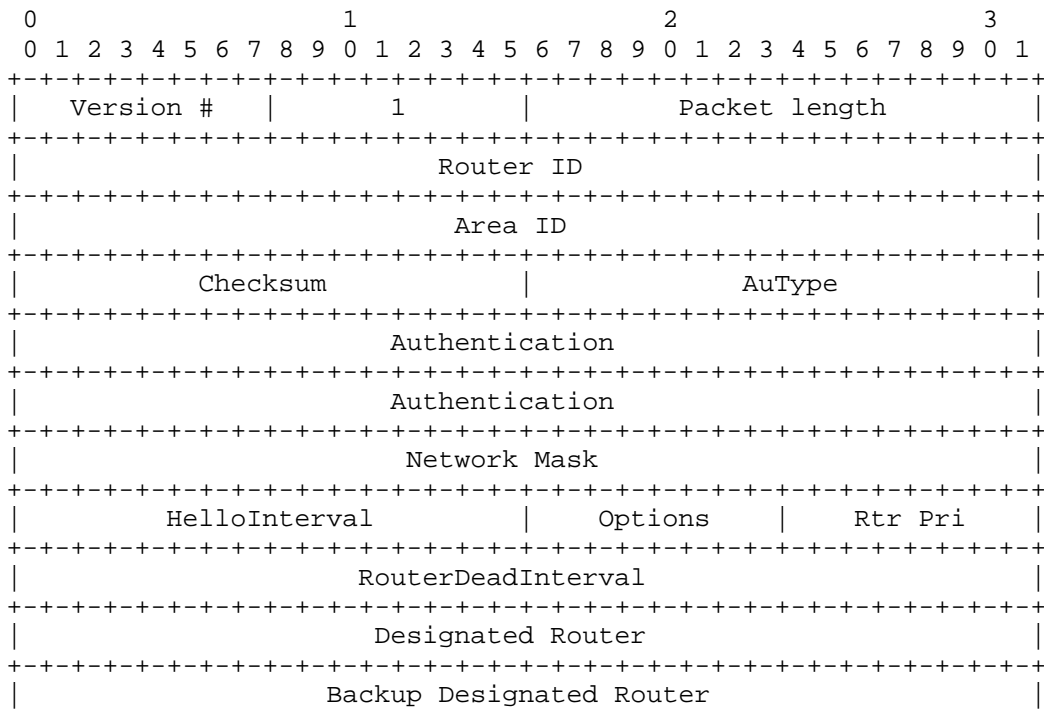 0                   1                   2                   3
0 1 2 3 4 5 6 7 8 9 0 1 2 3 4 5 6 7 8 9 0 1 2 3 4 5 6 7 8 9 0 1
+-+-+-+-+-+-+-+-+-+-+-+-+-+-+-+-+-+-+-+-+-+-+-+-+-+-+-+-+-+-+-+-+
|   Version #   |       1       |         Packet length         |
+-+-+-+-+-+-+-+-+-+-+-+-+-+-+-+-+-+-+-+-+-+-+-+-+-+-+-+-+-+-+-+-+
|                          Router ID                            |
+-+-+-+-+-+-+-+-+-+-+-+-+-+-+-+-+-+-+-+-+-+-+-+-+-+-+-+-+-+-+-+-+
|                           Area ID                             |
+-+-+-+-+-+-+-+-+-+-+-+-+-+-+-+-+-+-+-+-+-+-+-+-+-+-+-+-+-+-+-+-+
|           Checksum            |             AuType            |
+-+-+-+-+-+-+-+-+-+-+-+-+-+-+-+-+-+-+-+-+-+-+-+-+-+-+-+-+-+-+-+-+
|                       Authentication                          |
+-+-+-+-+-+-+-+-+-+-+-+-+-+-+-+-+-+-+-+-+-+-+-+-+-+-+-+-+-+-+-+-+
|                       Authentication                          |
+-+-+-+-+-+-+-+-+-+-+-+-+-+-+-+-+-+-+-+-+-+-+-+-+-+-+-+-+-+-+-+-+
|                        Network Mask                           |
+-+-+-+-+-+-+-+-+-+-+-+-+-+-+-+-+-+-+-+-+-+-+-+-+-+-+-+-+-+-+-+-+
|         HelloInterval         |    Options    |    Rtr Pri    |
+-+-+-+-+-+-+-+-+-+-+-+-+-+-+-+-+-+-+-+-+-+-+-+-+-+-+-+-+-+-+-+-+
|                     RouterDeadInterval                        |
+-+-+-+-+-+-+-+-+-+-+-+-+-+-+-+-+-+-+-+-+-+-+-+-+-+-+-+-+-+-+-+-+
|                      Designated Router                        |
+-+-+-+-+-+-+-+-+-+-+-+-+-+-+-+-+-+-+-+-+-+-+-+-+-+-+-+-+-+-+-+-+
|                   Backup Designated Router                    |